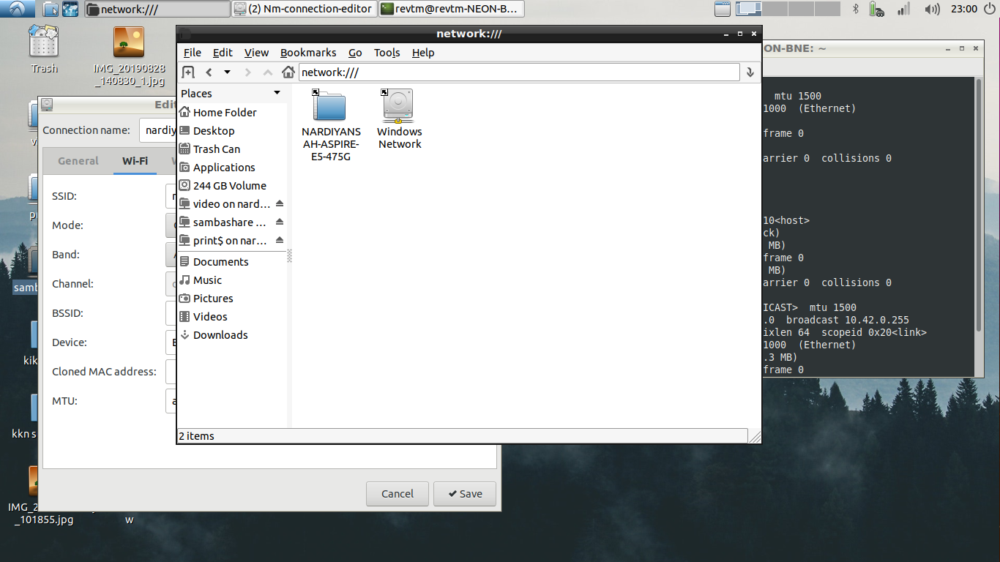 network:///
(2) Nm-connection-editor
revtm@revtm-NEON-B...
23:00
Trash
IMG_20190828
_140830_1.jpg
network:///
File Edit View Bookmarks Go Tools Help
network:///
Places
Home Folder
Desktop
Trash Can
Applications
244 GB Volume
video on nard...
sambashare ...
print$ on nar...
Documents
Music
Pictures
Videos
Downloads
NARDIYANS
AH-ASPIRE-
E5-475G
Windows
Network
2 items
Edit
Connection name: nardiy
General Wi-Fi
SSID:
Mode:
Band:
Channel:
BSSID:
Device:
Cloned MAC address:
MTU:
Cancel Save
ON-BNE: ~
mtu 1500
1000 (Ethernet)
frame 0
arrier 0 collisions 0
10<host>
ck)
MB)
frame 0
MB)
arrier 0 collisions 0
ICAST> mtu 1500
.0 broadcast 10.42.0.255
ixlen 64 scopeid 0x20<link>
1000 (Ethernet)
.3 MB)
frame 0
samb
kik
kkn s
IMG_2
_101855.jpg
w